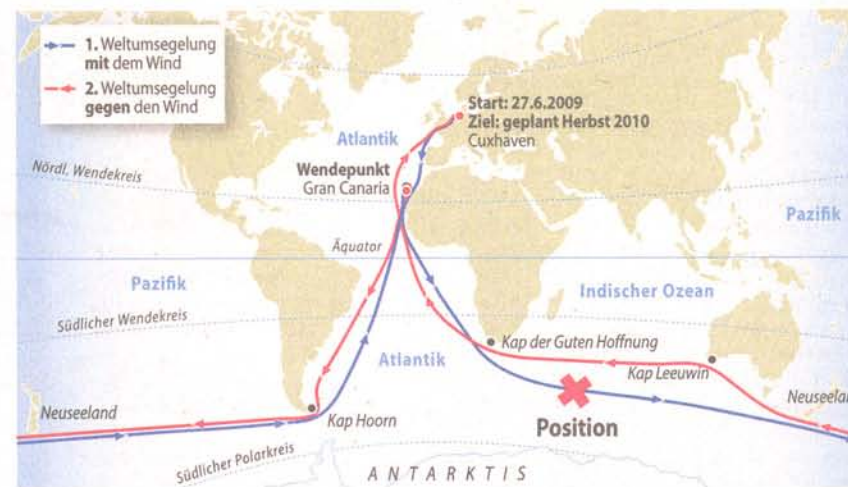 1. Weltumsegelung
mit dem Wind
2. Weltumsegelung
gegen den Wind
Start: 27.6.2009
Ziel: geplant Herbst 2010
Cuxhaven
Atlantik
Nördl. Wendekreis
Wendepunkt
Gran Canaria
Pazifik
Äquator
Pazifik
Indischer Ozean
Südlicher Wendekreis
Kap der Guten Hoffnung
Atlantik
Kap Leeuwin
Neuseeland
Neuseelan
Kap Hoorn
Position
Südlicher Polarkreis
ANTARKTIS